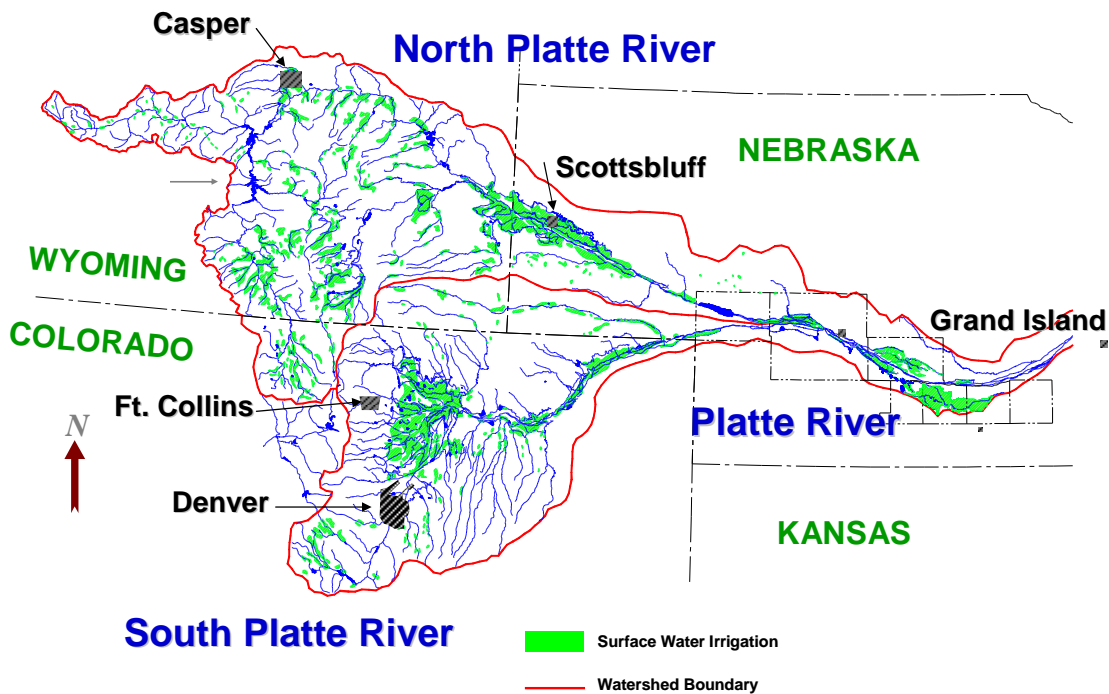 Casper
North Platte River
NEBRASKA
Scottsbluff
WYOMING
COLORADO
Grand Island
Ft. Collins
N
Platte River
Denver
KANSAS
South Platte River
Surface Water Irrigation
Watershed Boundary